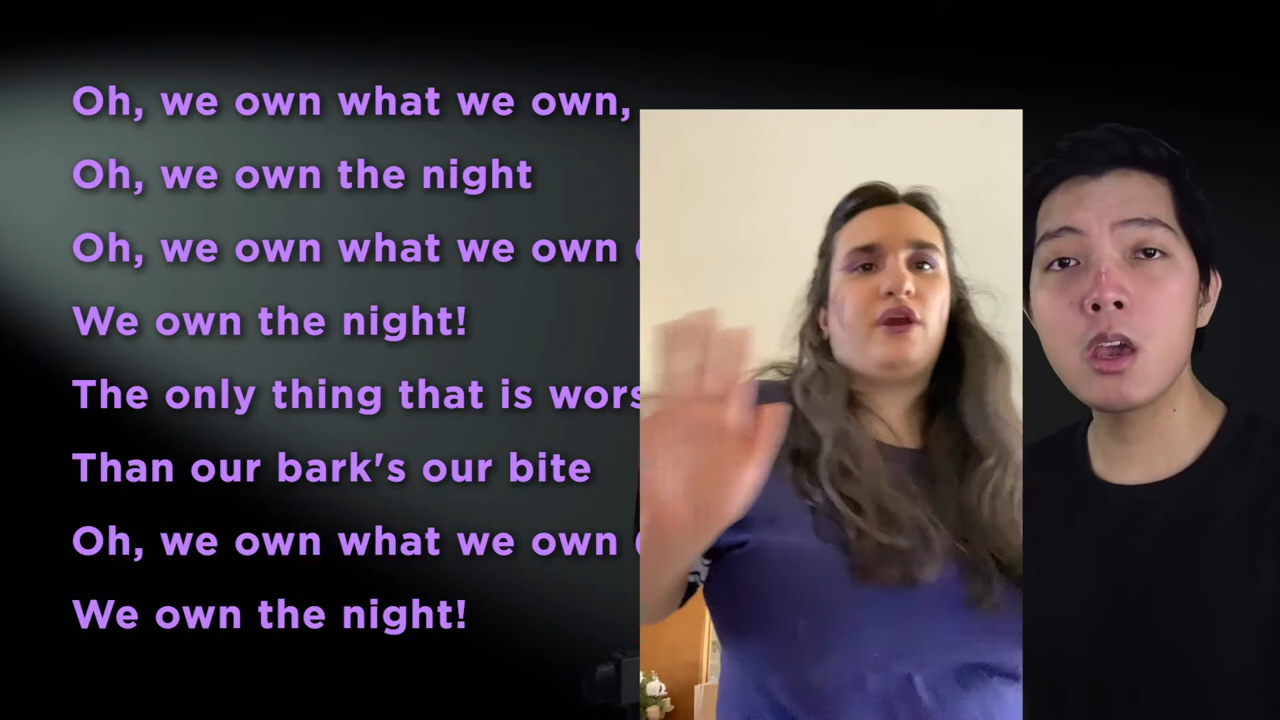 Oh, we own what we own,
Oh, we own the night
Oh, we own what we own
We own the night!
The only thing that is
Than our bark's our bite
Oh, we own what we own
We own the night!